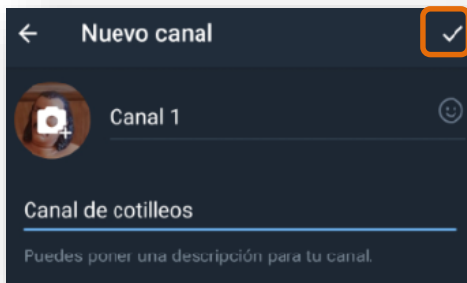 Nuevo canal
Canal 1
Canal de cotilleos
Puedes poner una descripción para tu canal.